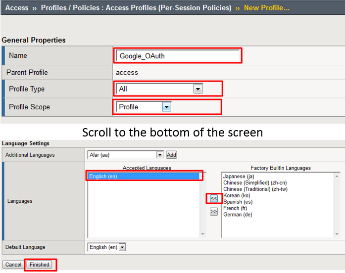 Access » Profiles / Policies : Access Profiles (Per-Session Policies) » New Profile...
General Properties
Name
Google_OAuth
Parent Profile
access
Profile Type
All
Profile Scope
Profile
Scroll to the bottom of the screen
Language Settings
Additional Languages
Afar (aa)
Add
Languages
Accepted Languages
English (en)
<<
>>
Factory BuiltIn Languages
Japanese (ja)
Chinese (Simplified) (zh-cn)
Chinese (Traditional) (zh-tw)
Korean (ko)
Spanish (es)
French (fr)
German (de)
Default Language
English (en)
Cancel
Finished